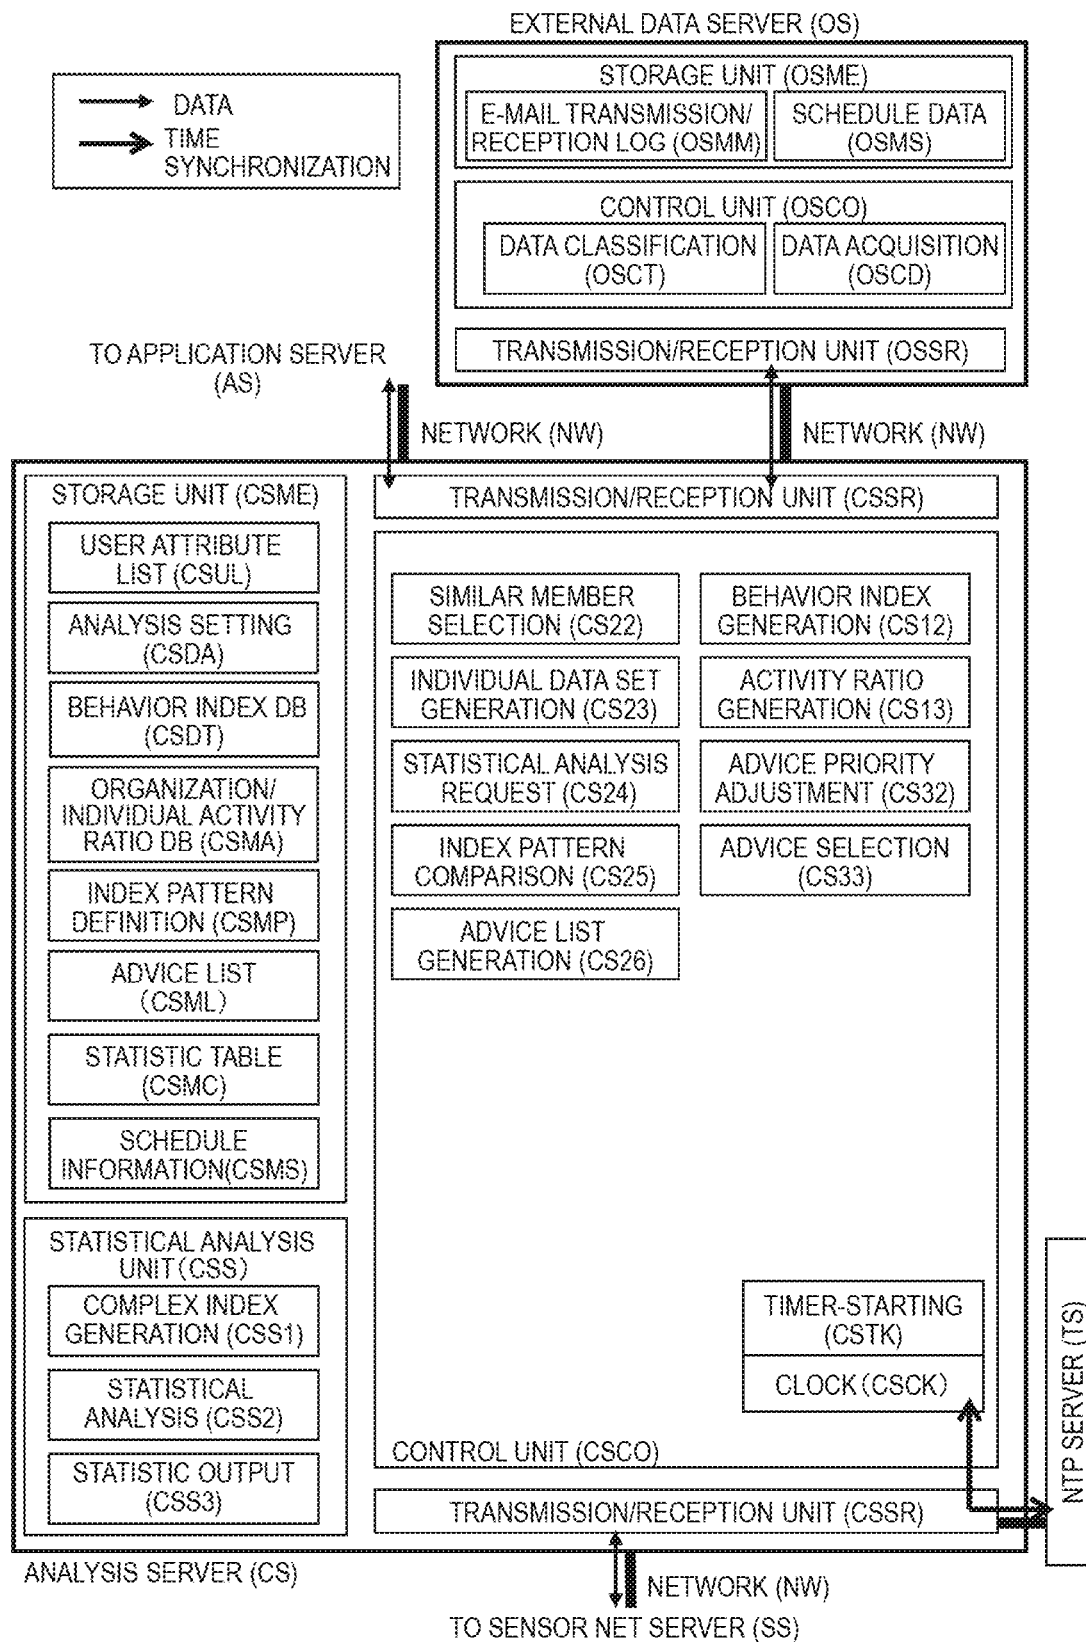 EXTERNAL DATA SERVER (OS)
DATA
TIME
SYNCHRONIZATION
STORAGE UNIT (OSME)
E-MAIL TRANSMISSION/
RECEPTION LOG (OSMM)
SCHEDULE DATA
(OSMS)
CONTROL UNIT (OSCO)
DATA CLASSIFICATION
(OSCT)
DATA ACQUISITION
(OSCD)
TRANSMISSION/RECEPTION UNIT (OSSR)
TO APPLICATION SERVER
(AS)
NETWORK (NW)
NETWORK (NW)
STORAGE UNIT (CSME)
USER ATTRIBUTE
LIST (CSUL)
ANALYSIS SETTING
(CSDA)
BEHAVIOR INDEX DB
(CSDT)
ORGANIZATION/
INDIVIDUAL ACTIVITY
RATIO DB (CSMA)
INDEX PATTERN
DEFINITION (CSMP)
ADVICE LIST
(CSML)
STATISTIC TABLE
(CSMC)
SCHEDULE
INFORMATION(CSMS)
STATISTICAL ANALYSIS
UNIT(CSS)
COMPLEX INDEX
GENERATION (CSS1)
STATISTICAL
ANALYSIS (CSS2)
STATISTIC OUTPUT
(CSS3)
TRANSMISSION/RECEPTION UNIT (CSSR)
SIMILAR MEMBER
SELECTION (CS22)
BEHAVIOR INDEX
GENERATION (CS12)
INDIVIDUAL DATA SET
GENERATION (CS23)
ACTIVITY RATIO
GENERATION (CS13)
STATISTICAL ANALYSIS
REQUEST (CS24)
ADVICE PRIORITY
ADJUSTMENT (CS32)
INDEX PATTERN
COMPARISON (CS25)
ADVICE SELECTION
(CS33)
ADVICE LIST
GENERATION (CS26)
TIMER-STARTING
(CSTK)
CLOCK(CSCK)
CONTROL UNIT (CSCO)
TRANSMISSION/RECEPTION UNIT (CSSR)
NTP SERVER (TS)
ANALYSIS SERVER (CS)
NETWORK (NW)
TO SENSOR NET SERVER (SS)